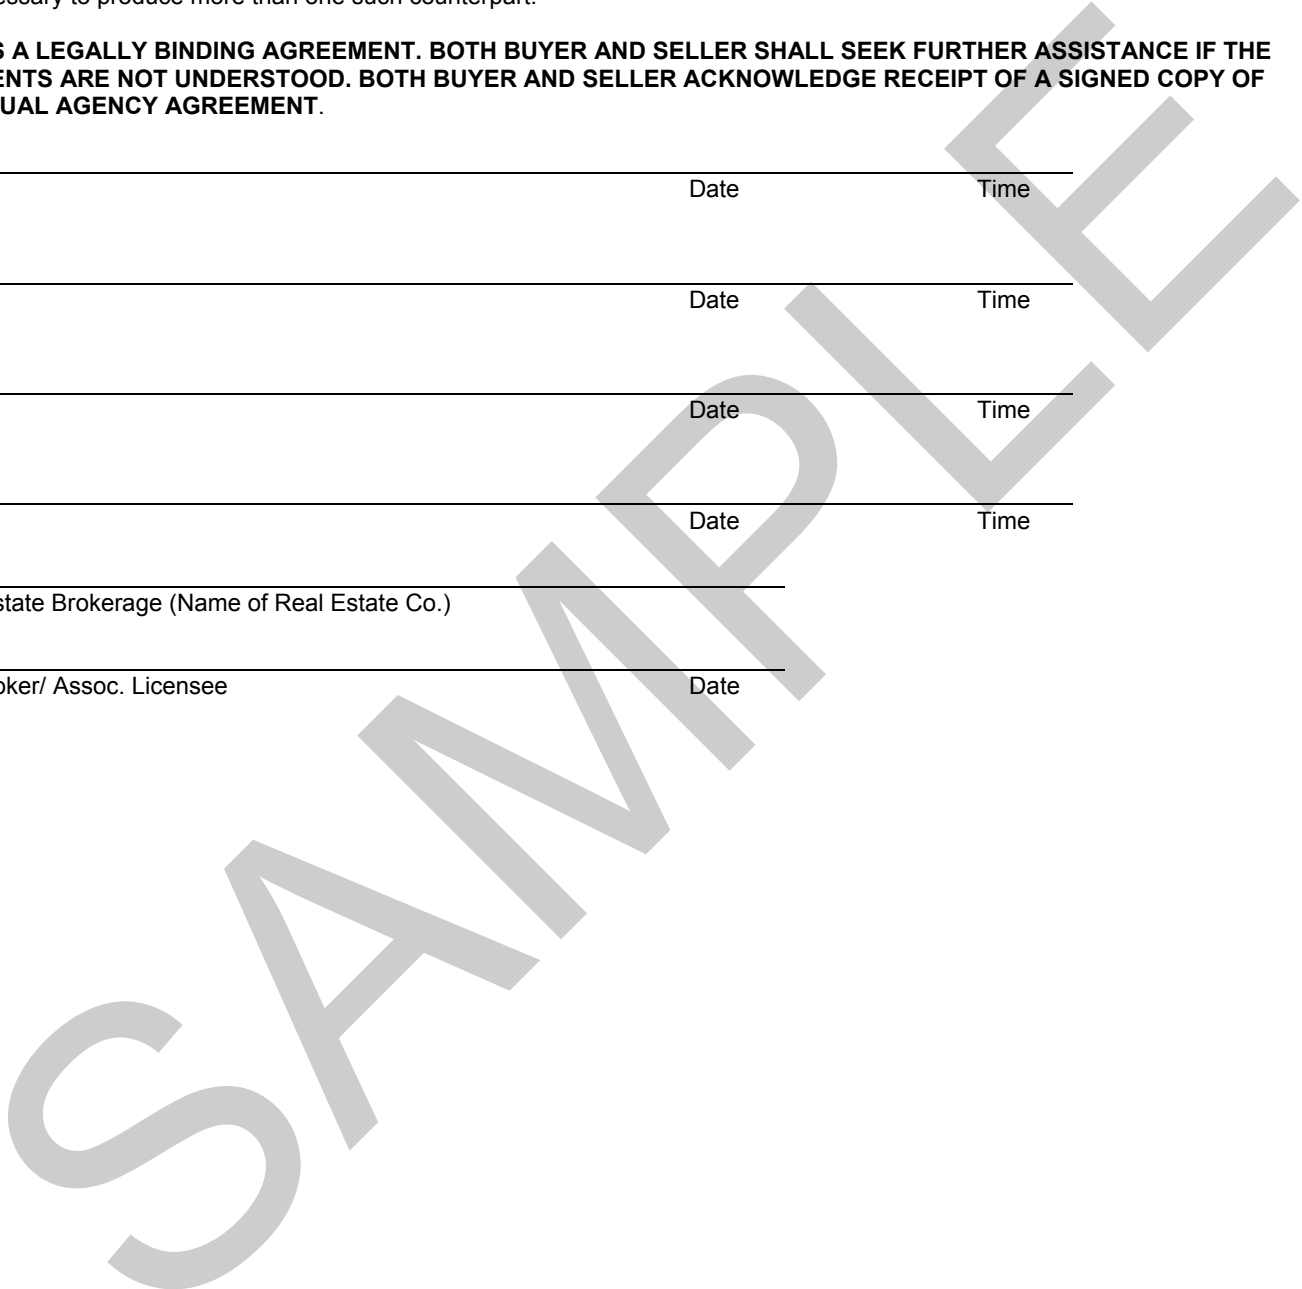 essary to produce more than one such counterpart.
S A LEGALLY BINDING AGREEMENT. BOTH BUYER AND SELLER SHALL SEEK FURTHER ASSISTANCE IF THE
ENTS ARE NOT UNDERSTOOD. BOTH BUYER AND SELLER ACKNOWLEDGE RECEIPT OF A SIGNED COPY OF
UAL AGENCY AGREEMENT.
Date Time
Date Time
Date Time
Date Time
state Brokerage (Name of Real Estate Co.)
oker/ Assoc. Licensee Date
SAMPLE